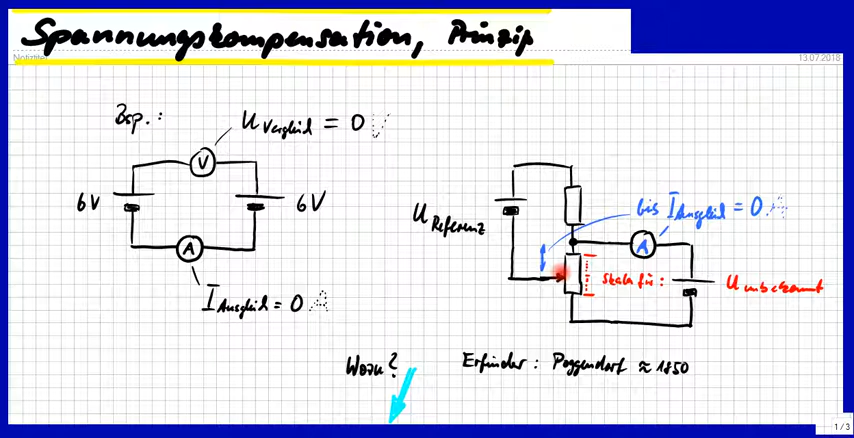 Spannungskompensation, Prinzip
Notiztitel
13.07.2018
Bsp.:
U Vergleich = 0 V
V
6V
6V
A
I Ausgleich = 0 A
U Referenz
bis I Ausgleich = 0 A
A
Skala für:
U unbekannt
Wozu?
Erfinder: Poggendorf ≈ 1850
1/3